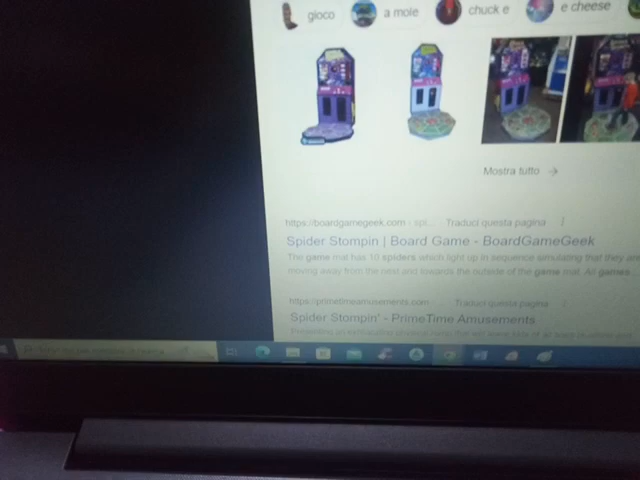 gioco a mole chuck e e cheese
Mostra tutto →
https://boardgamegeek.com › spi... Traduci questa pagina
Spider Stompin | Board Game - BoardGameGeek
The game mat has 10 spiders which light up in sequence simulating that they are
moving away from the nest and towards the outside of the game mat. All games
https://primetimeamusements.com Traduci questa pagina
Spider Stompin' - PrimeTime Amusements